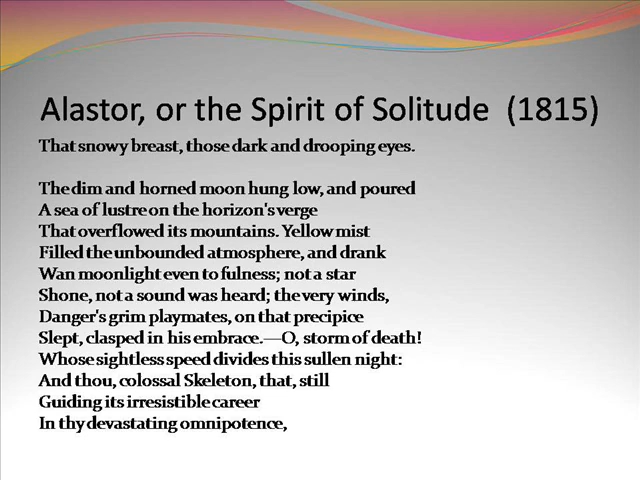 Alastor, or the Spirit of Solitude (1815)
That snowy breast, those dark and drooping eyes.
The dim and horned moon hung low, and poured
A sea of lustre on the horizon's verge
That overflowed its mountains. Yellow mist
Filled the unbounded atmosphere, and drank
Wan moonlight even to fulness; not a star
Shone, not a sound was heard; the very winds,
Danger's grim playmates, on that precipice
Slept, clasped in his embrace.—O, storm of death!
Whose sightless speed divides this sullen night:
And thou, colossal Skeleton, that, still
Guiding its irresistible career
In thy devastating omnipotence,